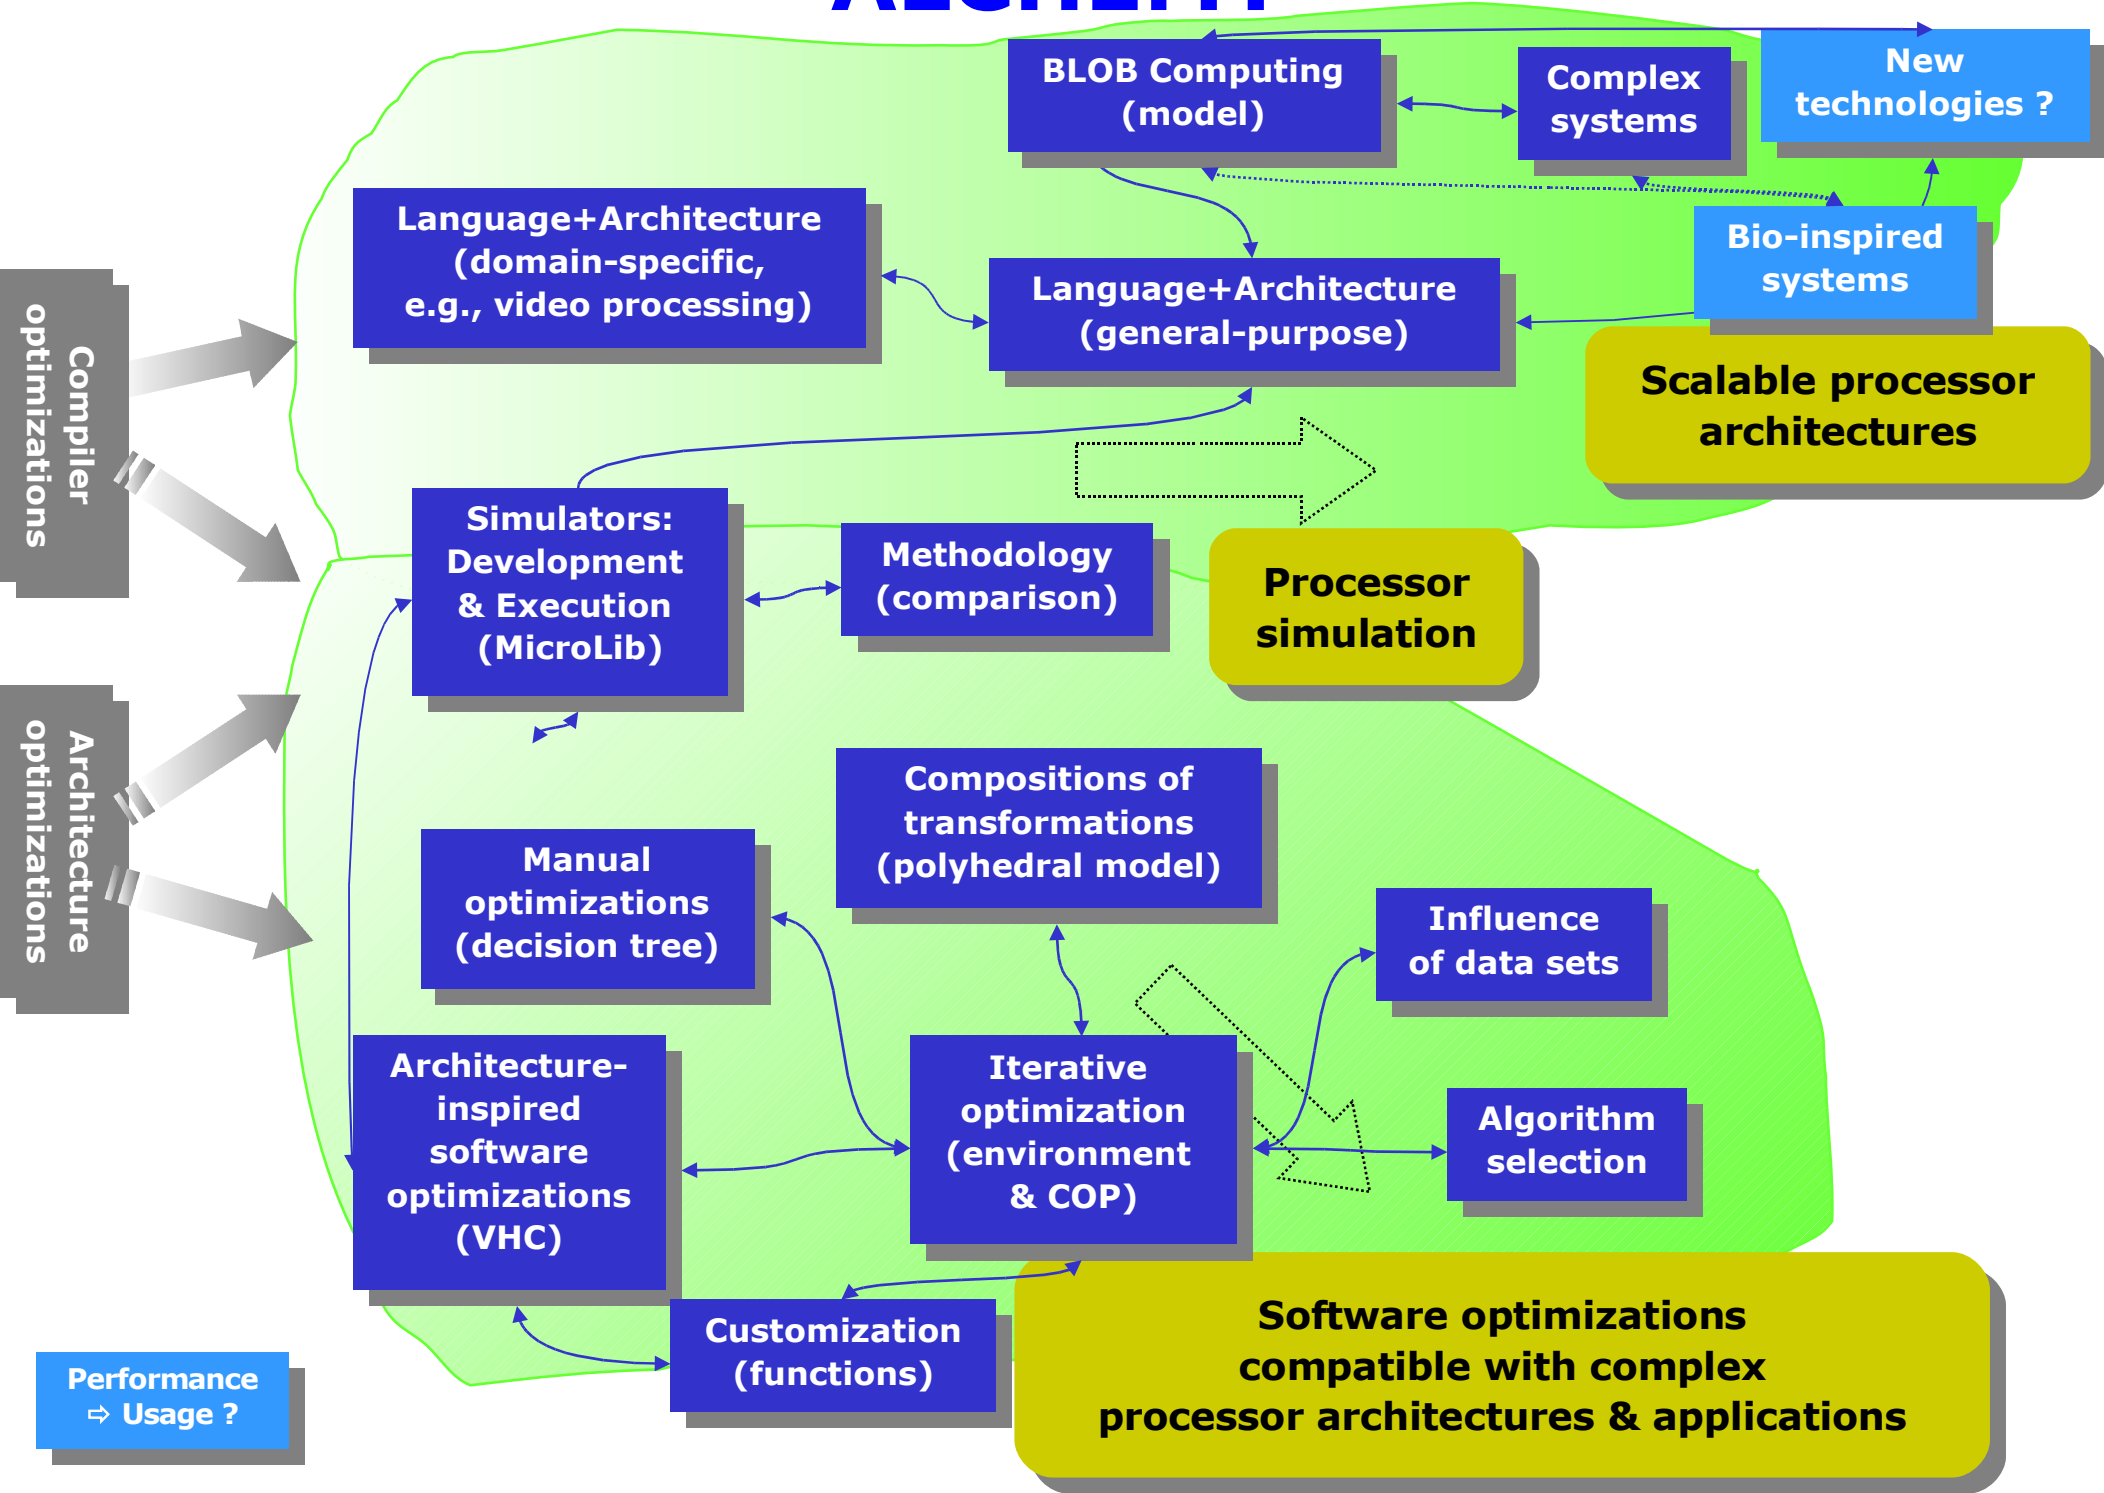 ALCHEMY
BLOB Computing
(model)
Complex
systems
New
technologies ?
Language+Architecture
(domain-specific,
e.g., video processing)
Bio-inspired
systems
Language+Architecture
(general-purpose)
Compiler
optimizations
Scalable processor
architectures
Simulators:
Development
& Execution
(MicroLib)
Methodology
(comparison)
Processor
simulation
Architecture
optimizations
Compositions of
transformations
(polyhedral model)
Manual
optimizations
(decision tree)
Influence
of data sets
Architecture-
inspired
software
optimizations
(VHC)
Iterative
optimization
(environment
& COP)
Algorithm
selection
Customization
(functions)
Software optimizations
compatible with complex
processor architectures & applications
Performance
⇨ Usage ?